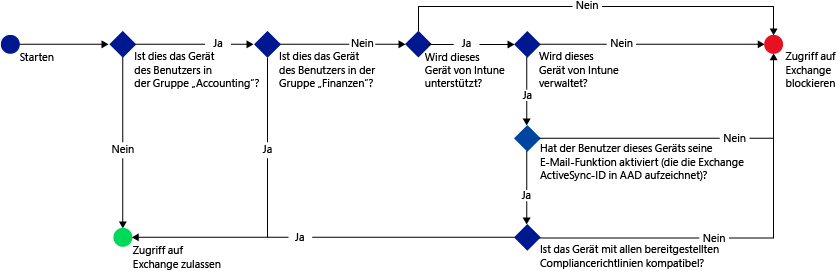 Nein
Ja
Nein
Ja
Nein
Starten
Ist dies das Gerät
des Benutzers in
der Gruppe „Accounting“?
Ist dies das Gerät
des Benutzers in der
Gruppe „Finanzen“?
Wird dieses
Gerät von Intune
unterstützt?
Wird dieses
Gerät von Intune
verwaltet?
Zugriff auf
Exchange
blockieren
Ja
Nein
Ja
Nein
Hat der Benutzer dieses Geräts seine
E-Mail-Funktion aktiviert (die die Exchange
ActiveSync-ID in AAD aufzeichnet)?
Ja
Ja
Nein
Zugriff auf
Exchange zulassen
Ist das Gerät mit allen bereitgestellten
Compliancerichtlinien kompatibel?